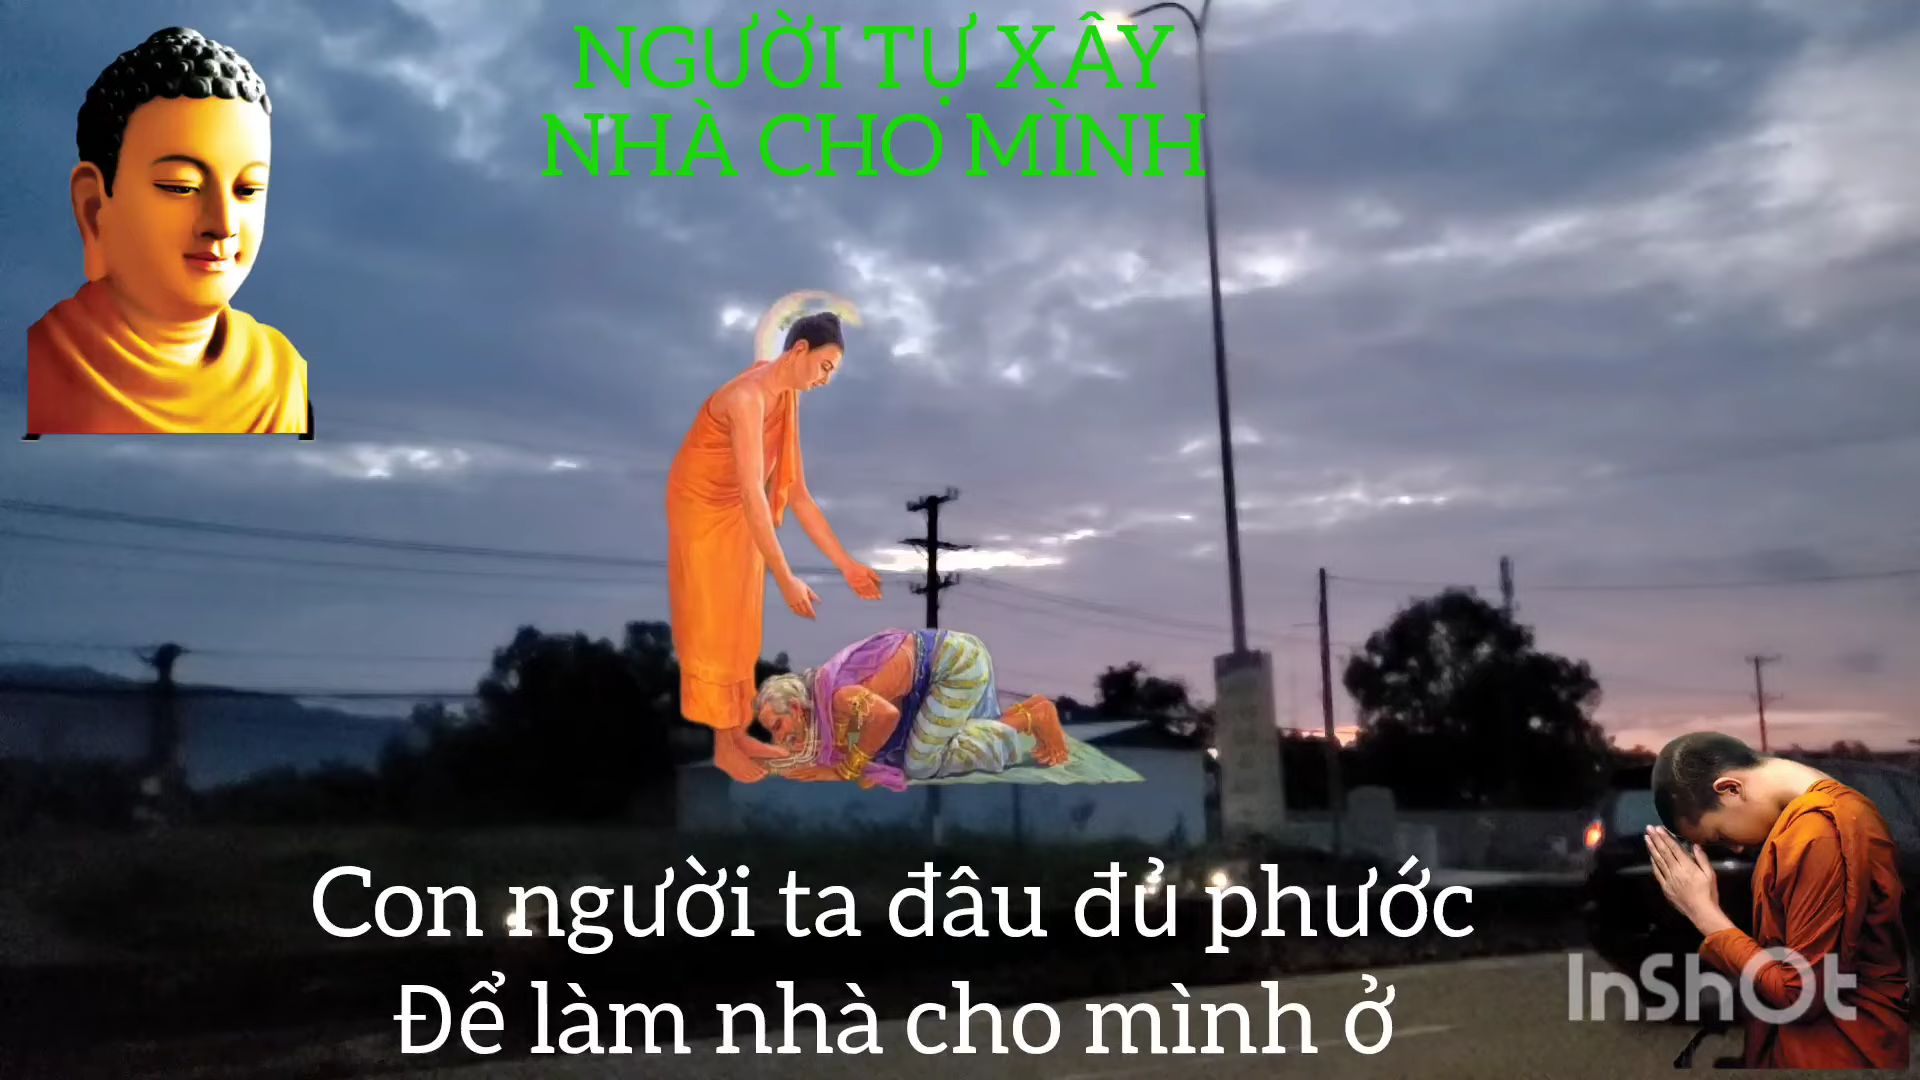 NGƯỜI TỰ XÂY
NHÀ CHO MÌNH
Con người ta đâu đủ phước
Để làm nhà cho mình ở
InShOt